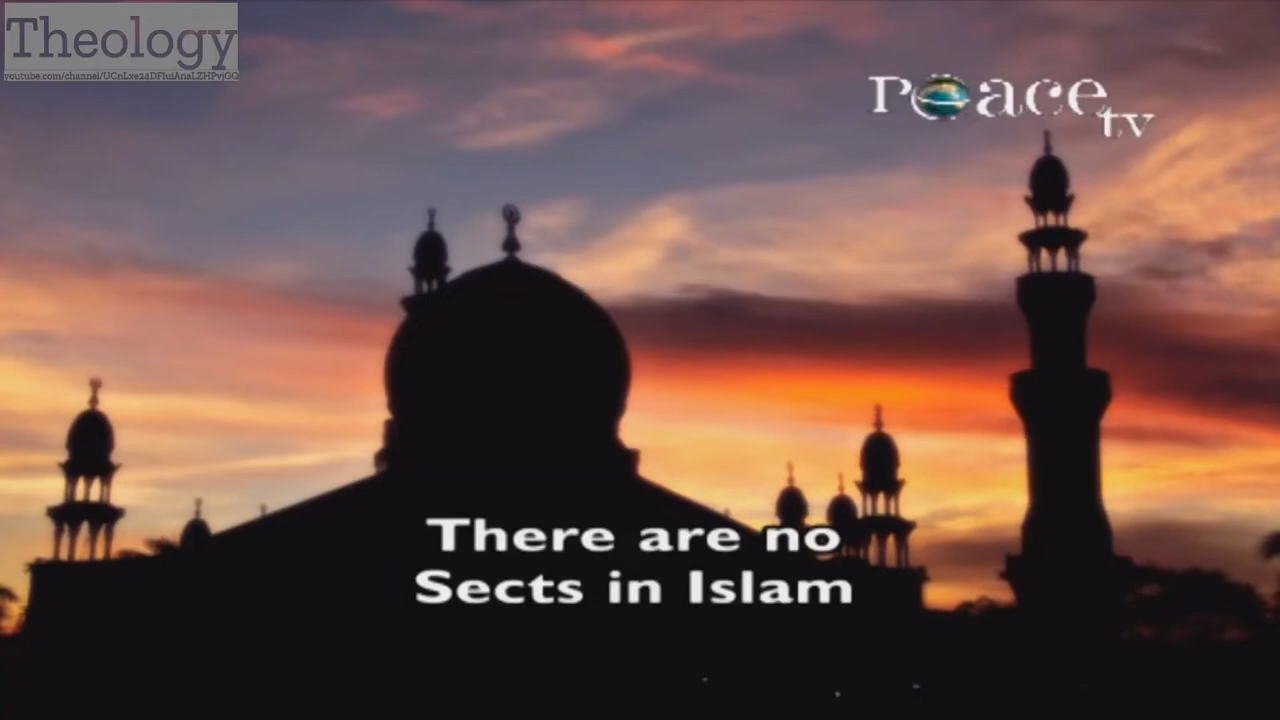 Theology
youtube.com/channel/UCnLxe24DFluiAnaLZHPvjGQ
Peace
tv
There are no
Sects in Islam